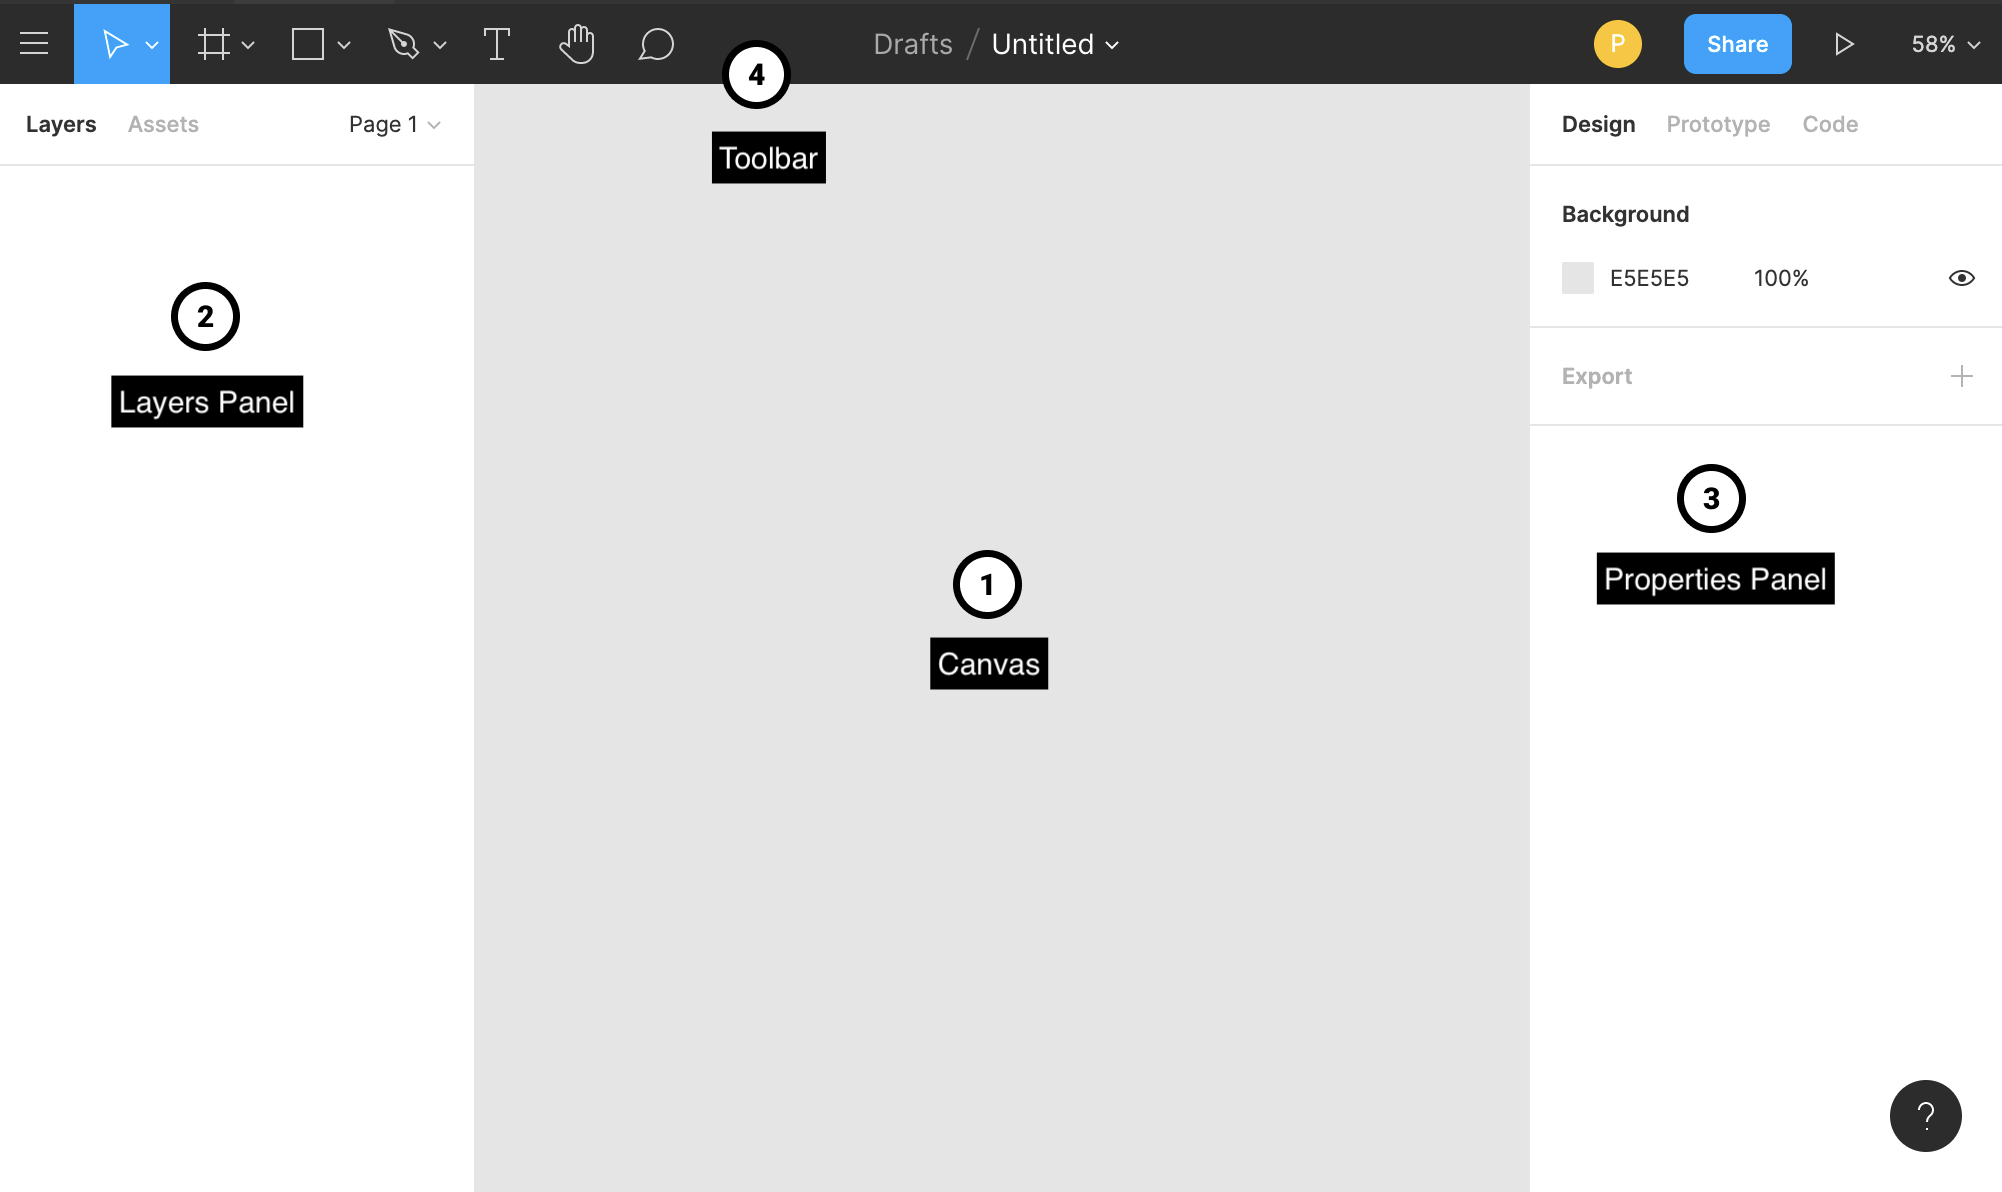 Drafts / Untitled
P
Share
58%
4
Toolbar
Layers Assets Page 1
2
Layers Panel
1
Canvas
Design Prototype Code
Background
E5E5E5 100%
Export
3
Properties Panel
?